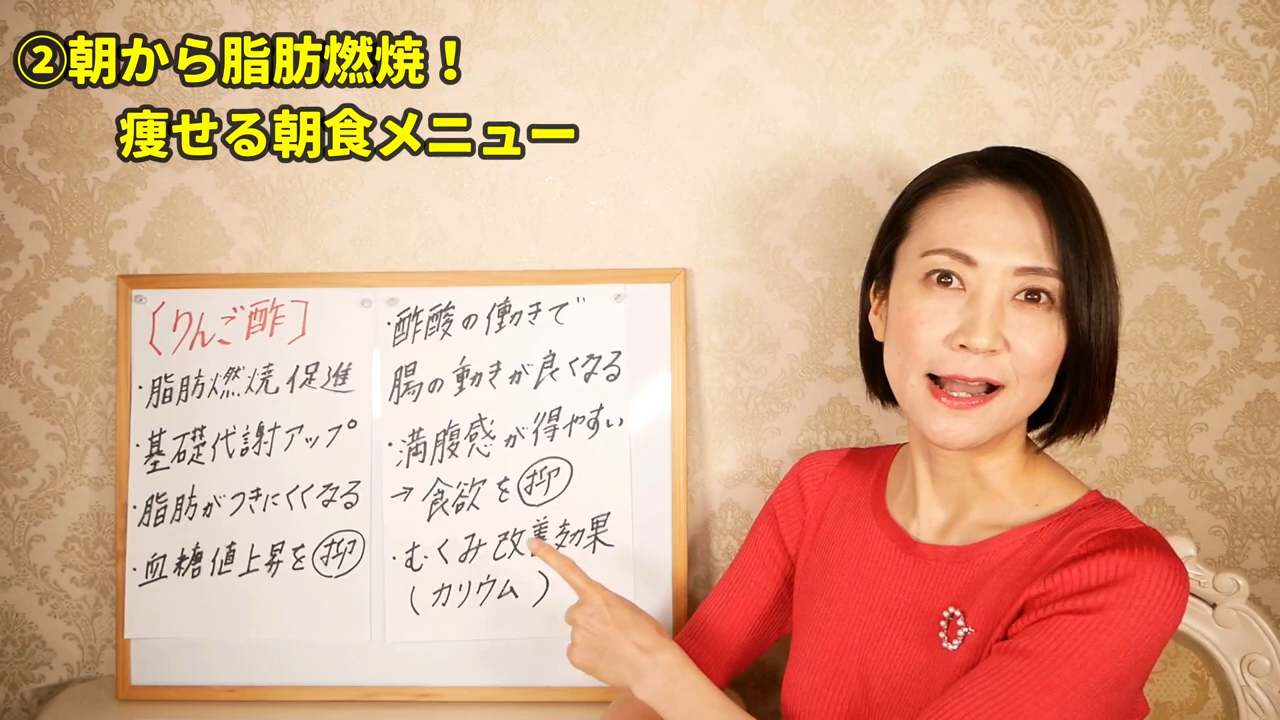 ②朝から脂肪燃焼！
痩せる朝食メニュー
〔りんご酢〕
・脂肪燃焼促進
・基礎代謝アップ
・脂肪がつきにくくなる
・血糖値上昇を抑
・酢酸の働きで
腸の動きが良くなる
・満腹感が得やすい
→食欲を抑
・むくみ改善効果
(カリウム)